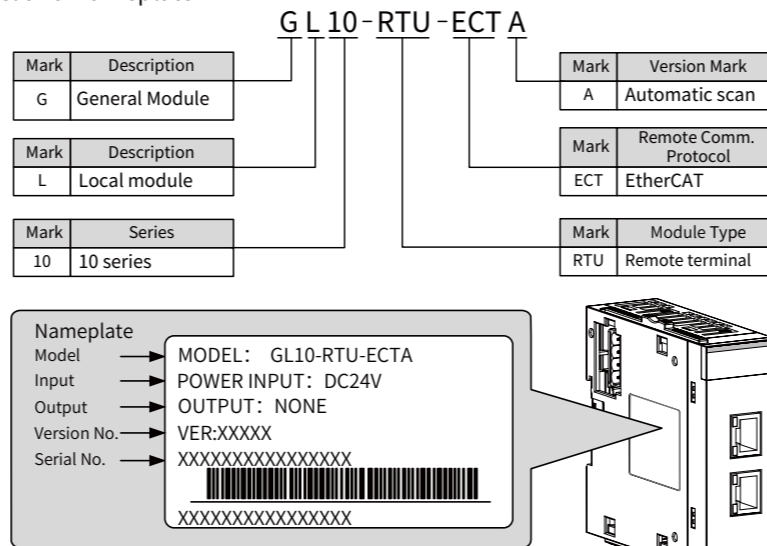 GL10-RTU-ECTA
Mark Description
G General Module
Mark Description
L Local module
Mark Series
10 10 series
Mark Version Mark
A Automatic scan
Mark Remote Comm.
Protocol
ECT EtherCAT
Mark Module Type
RTU Remote terminal
Nameplate
Model MODEL: GL10-RTU-ECTA
Input POWER INPUT: DC24V
Output OUTPUT: NONE
Version No. VER:XXXXX
Serial No. XXXXXXXXXXXXXXXX
XXXXXXXXXXXXXXXX